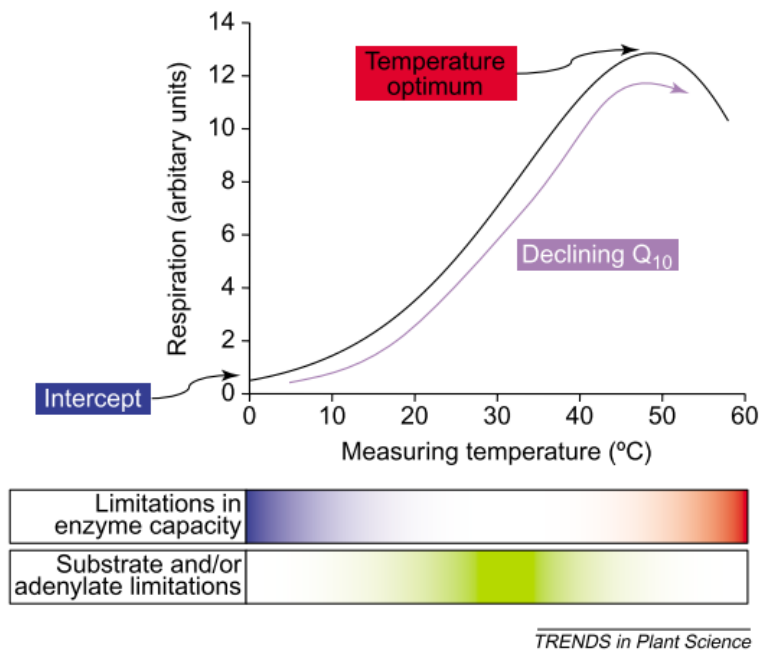 14
12
10
8
6
4
2
0
Respiration (arbitary units)
Temperature
optimum
Declining Q10
Intercept
0 10 20 30 40 50 60
Measuring temperature (ºC)
Limitations in
enzyme capacity
Substrate and/or
adenylate limitations
TRENDS in Plant Science